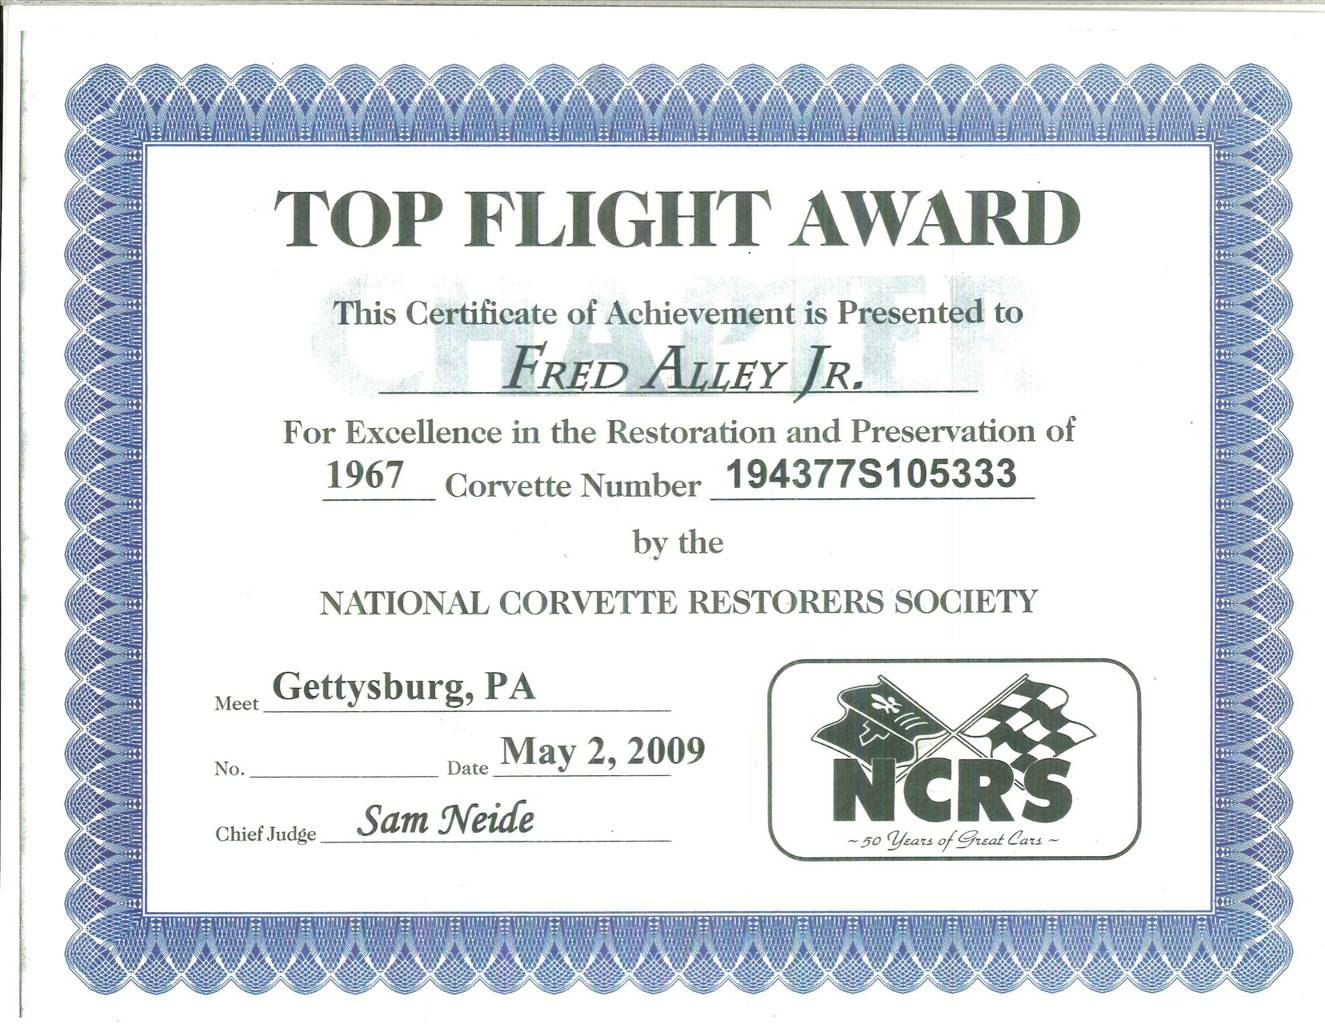 TOP FLIGHT AWARD
CHAPTER
This Certificate of Achievement is Presented to
FRED ALLEY JR.
For Excellence in the Restoration and Preservation of
1967 Corvette Number 194377S105333
by the
NATIONAL CORVETTE RESTORERS SOCIETY
Meet Gettysburg, PA
No. Date May 2, 2009
Chief Judge Sam Neide
NCRS
~ 50 Years of Great Cars ~